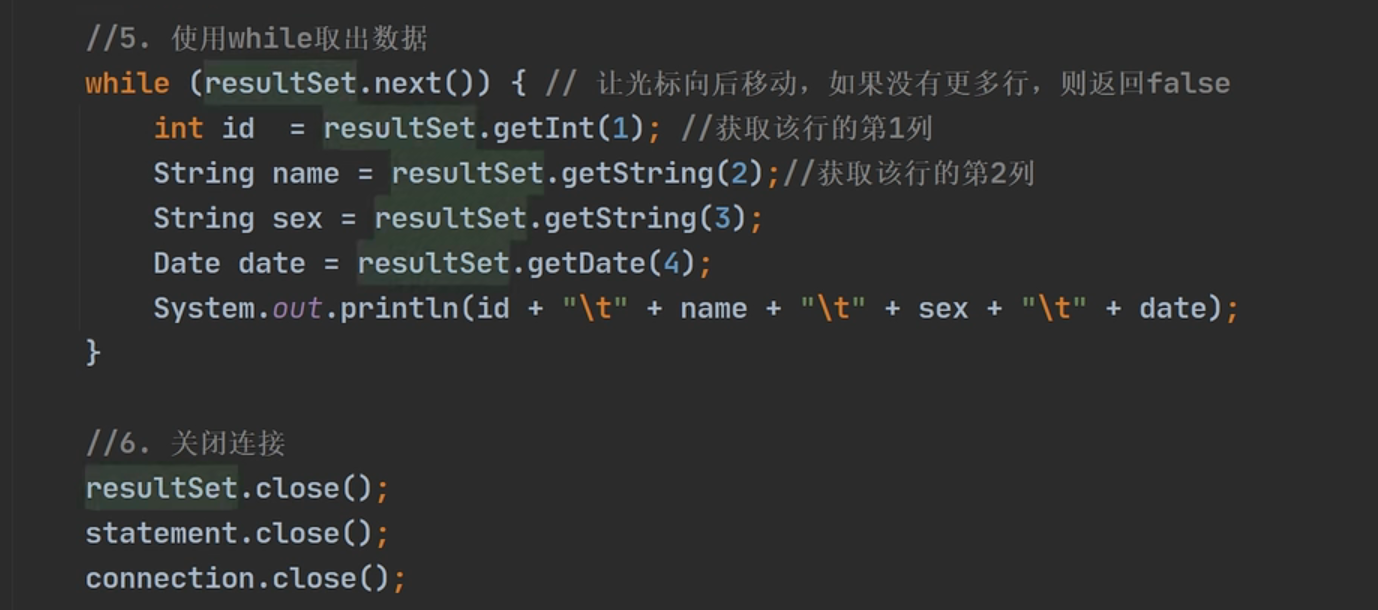 //5. 使用while取出数据
while (resultSet.next()) { // 让光标向后移动，如果没有更多行，则返回false
    int id  = resultSet.getInt(1); //获取该行的第1列
    String name = resultSet.getString(2);//获取该行的第2列
    String sex = resultSet.getString(3);
    Date date = resultSet.getDate(4);
    System.out.println(id + "\t" + name + "\t" + sex + "\t" + date);
}
//6. 关闭连接
resultSet.close();
statement.close();
connection.close();